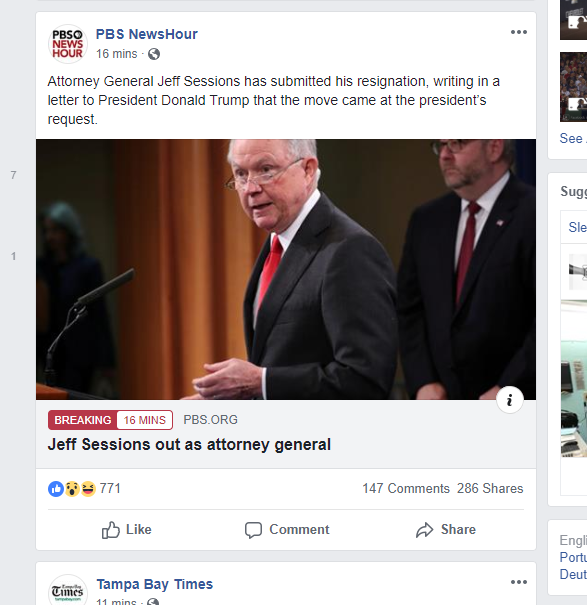 PBS
NEWS
HOUR
PBS NewsHour
16 mins ·
Attorney General Jeff Sessions has submitted his resignation, writing in a
letter to President Donald Trump that the move came at the president's
request.
7
1
See
Sugg
Sle
i
BREAKING 16 MINS PBS.ORG
Jeff Sessions out as attorney general
771
147 Comments 286 Shares
Like Comment Share
Engli
Portu
Deut
Tampa Bay
Times
tampabay.com
Tampa Bay Times
11 mins ·